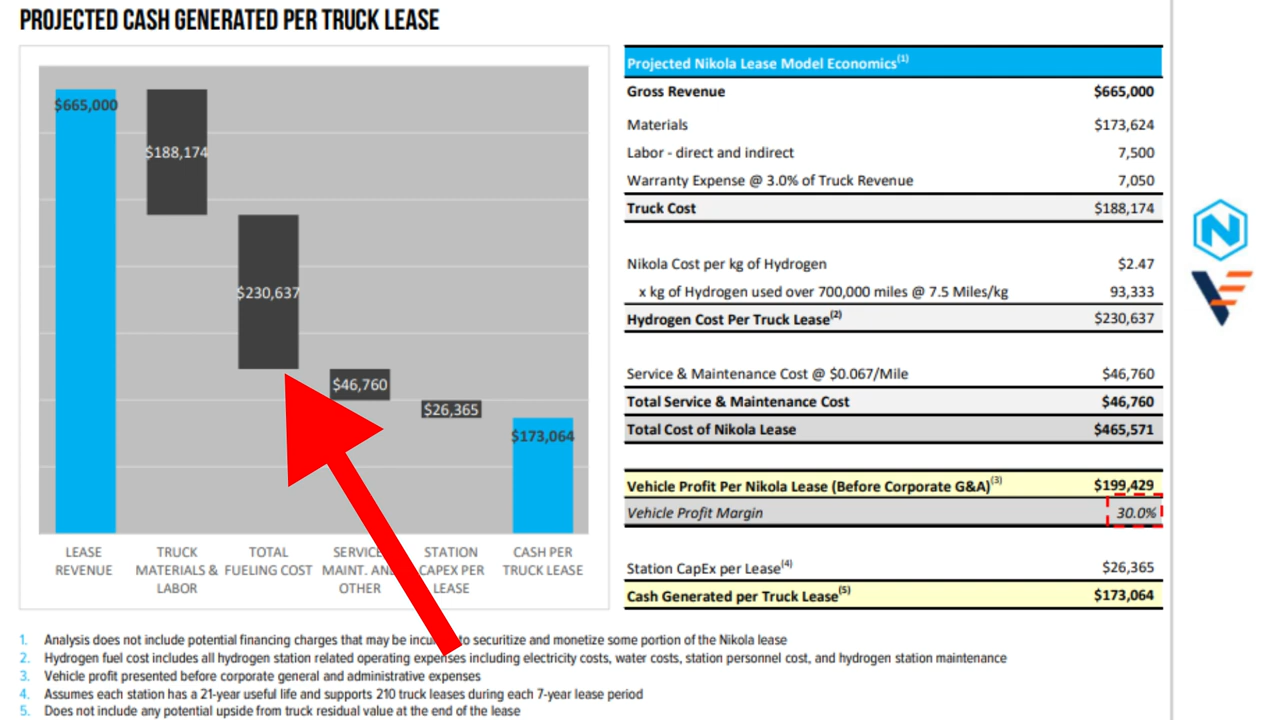 PROJECTED CASH GENERATED PER TRUCK LEASE
$665,000
$188,174
$230,637
$46,760
$26,365
$173,064
LEASE
REVENUE
TRUCK
MATERIALS &
LABOR
TOTAL
FUELING COST
SERVICE
MAINT. AND
OTHER
STATION
CAPEX PER
LEASE
CASH PER
TRUCK LEASE
Projected Nikola Lease Model Economics(1)
Gross Revenue $665,000
Materials $173,624
Labor - direct and indirect 7,500
Warranty Expense @ 3.0% of Truck Revenue 7,050
Truck Cost $188,174
Nikola Cost per kg of Hydrogen $2.47
x kg of Hydrogen used over 700,000 miles @ 7.5 Miles/kg 93,333
Hydrogen Cost Per Truck Lease(2) $230,637
Service & Maintenance Cost @ $0.067/Mile $46,760
Total Service & Maintenance Cost $46,760
Total Cost of Nikola Lease $465,571
Vehicle Profit Per Nikola Lease (Before Corporate G&A)(3) $199,429
Vehicle Profit Margin 30.0%
Station CapEx per Lease(4) $26,365
Cash Generated per Truck Lease(5) $173,064
N
1. Analysis does not include potential financing charges that may be incurred to securitize and monetize some portion of the Nikola lease
2. Hydrogen fuel cost includes all hydrogen station related operating expenses including electricity costs, water costs, station personnel cost, and hydrogen station maintenance
3. Vehicle profit presented before corporate general and administrative expenses
4. Assumes each station has a 21-year useful life and supports 210 truck leases during each 7-year lease period
5. Does not include any potential upside from truck residual value at the end of the lease